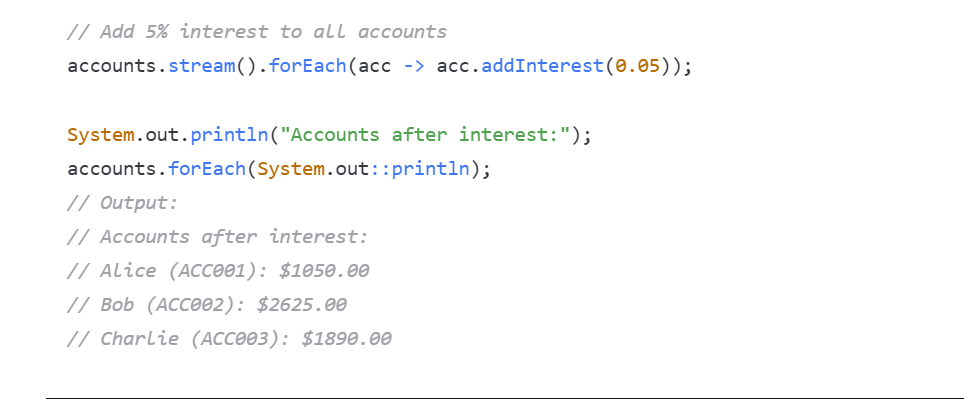 // Add 5% interest to all accounts
accounts.stream().forEach(acc -> acc.addInterest(0.05));
System.out.println("Accounts after interest:");
accounts.forEach(System.out::println);
// Output:
// Accounts after interest:
// Alice (ACC001): $1050.00
// Bob (ACC002): $2625.00
// Charlie (ACC003): $1890.00